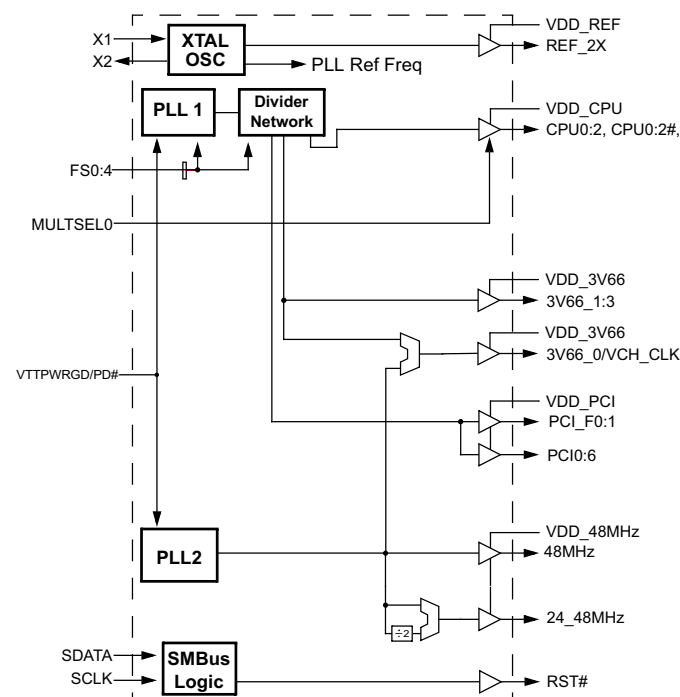 VDD_REF
X1
XTAL
OSC
REF_2X
X2
PLL Ref Freq
PLL 1
Divider
Network
VDD_CPU
CPU0:2, CPU0:2#,
FS0:4
MULTSEL0
VDD_3V66
3V66_1:3
VDD_3V66
3V66_0/VCH_CLK
VTTPWRGD/PD#
VDD_PCI
PCI_F0:1
PCI0:6
VDD_48MHz
PLL2
48MHz
24_48MHz
÷2
SDATA
SMBus
Logic
SCLK
RST#